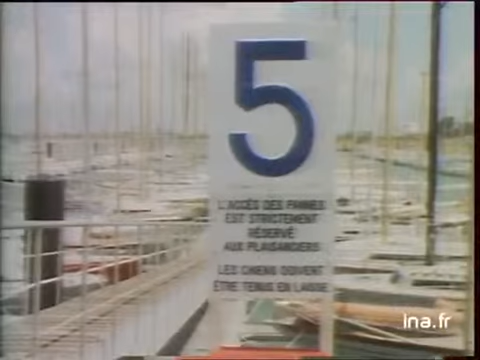 5
L'ACCÈS DES PANNES
EST STRICTEMENT
RÉSERVÉ
AUX PLAISANCIERS
LES CHIENS DOIVENT
ÊTRE TENUS EN LAISSE
ina.fr